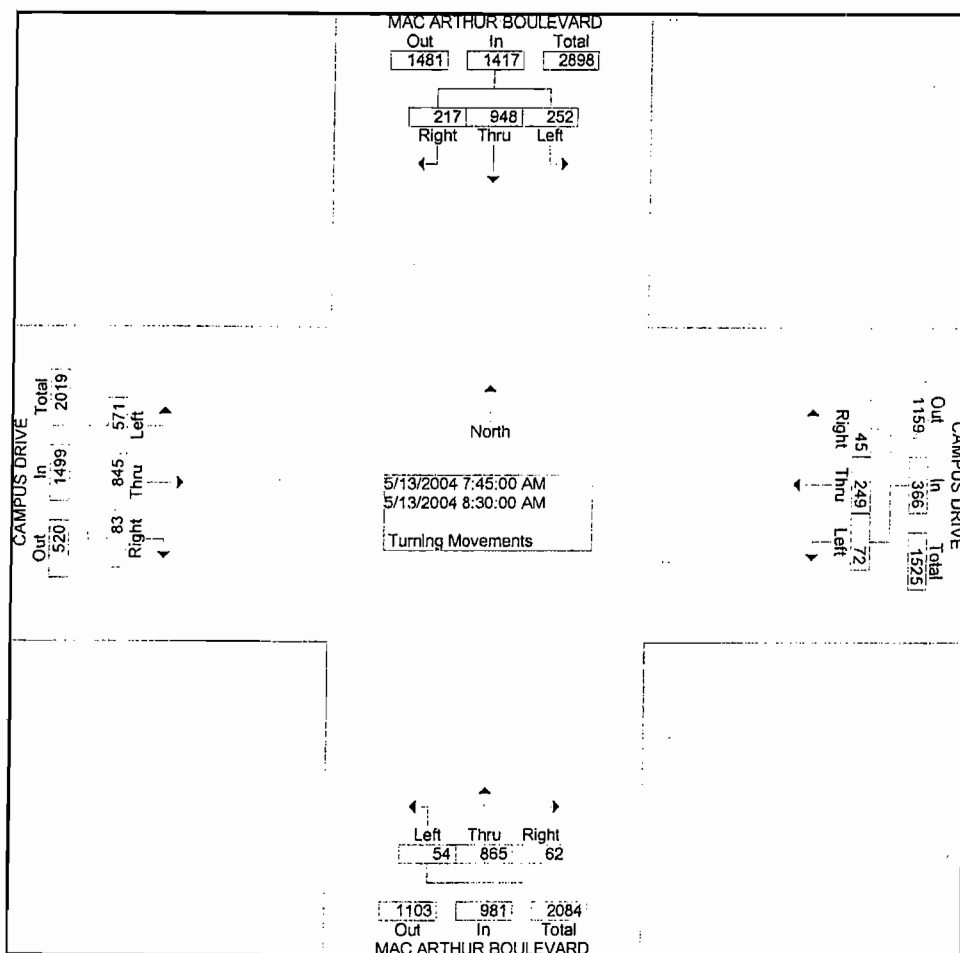 MAC ARTHUR BOULEVARD
Out In Total
1481 1417 2898
217 948 252
Right Thru Left
CAMPUS DRIVE
Out In Total
520 1499 2019
Right Thru Left
83 845 571
North
5/13/2004 7:45:00 AM
5/13/2004 8:30:00 AM
Turning Movements
Right Thru Left
45 249 72
Out In Total
1159 366 1525
CAMPUS DRIVE
Left Thru Right
54 865 62
1103 981 2084
Out In Total
MAC ARTHUR BOULEVARD